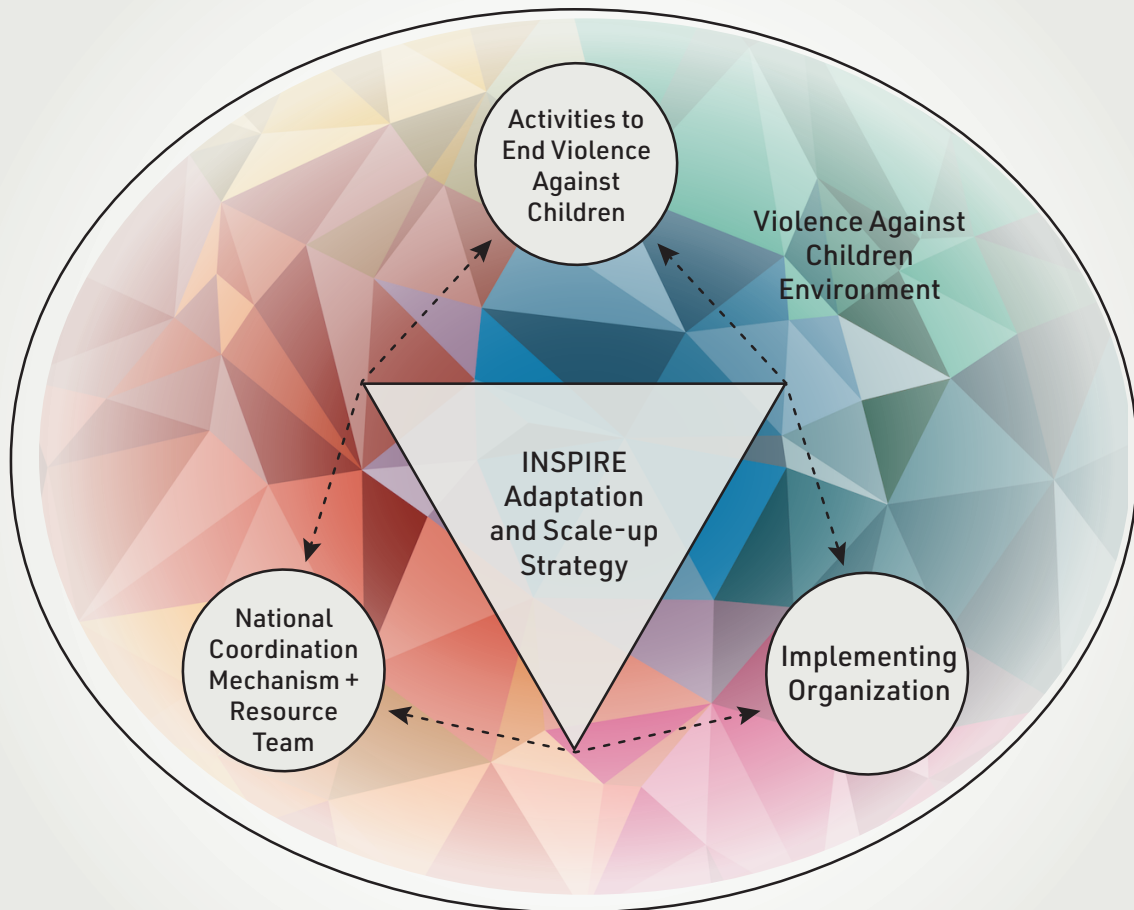 Activities to
End Violence
Against
Children
Violence Against
Children
Environment
INSPIRE
Adaptation
and Scale-up
Strategy
National
Coordination
Mechanism +
Resource
Team
Implementing
Organization